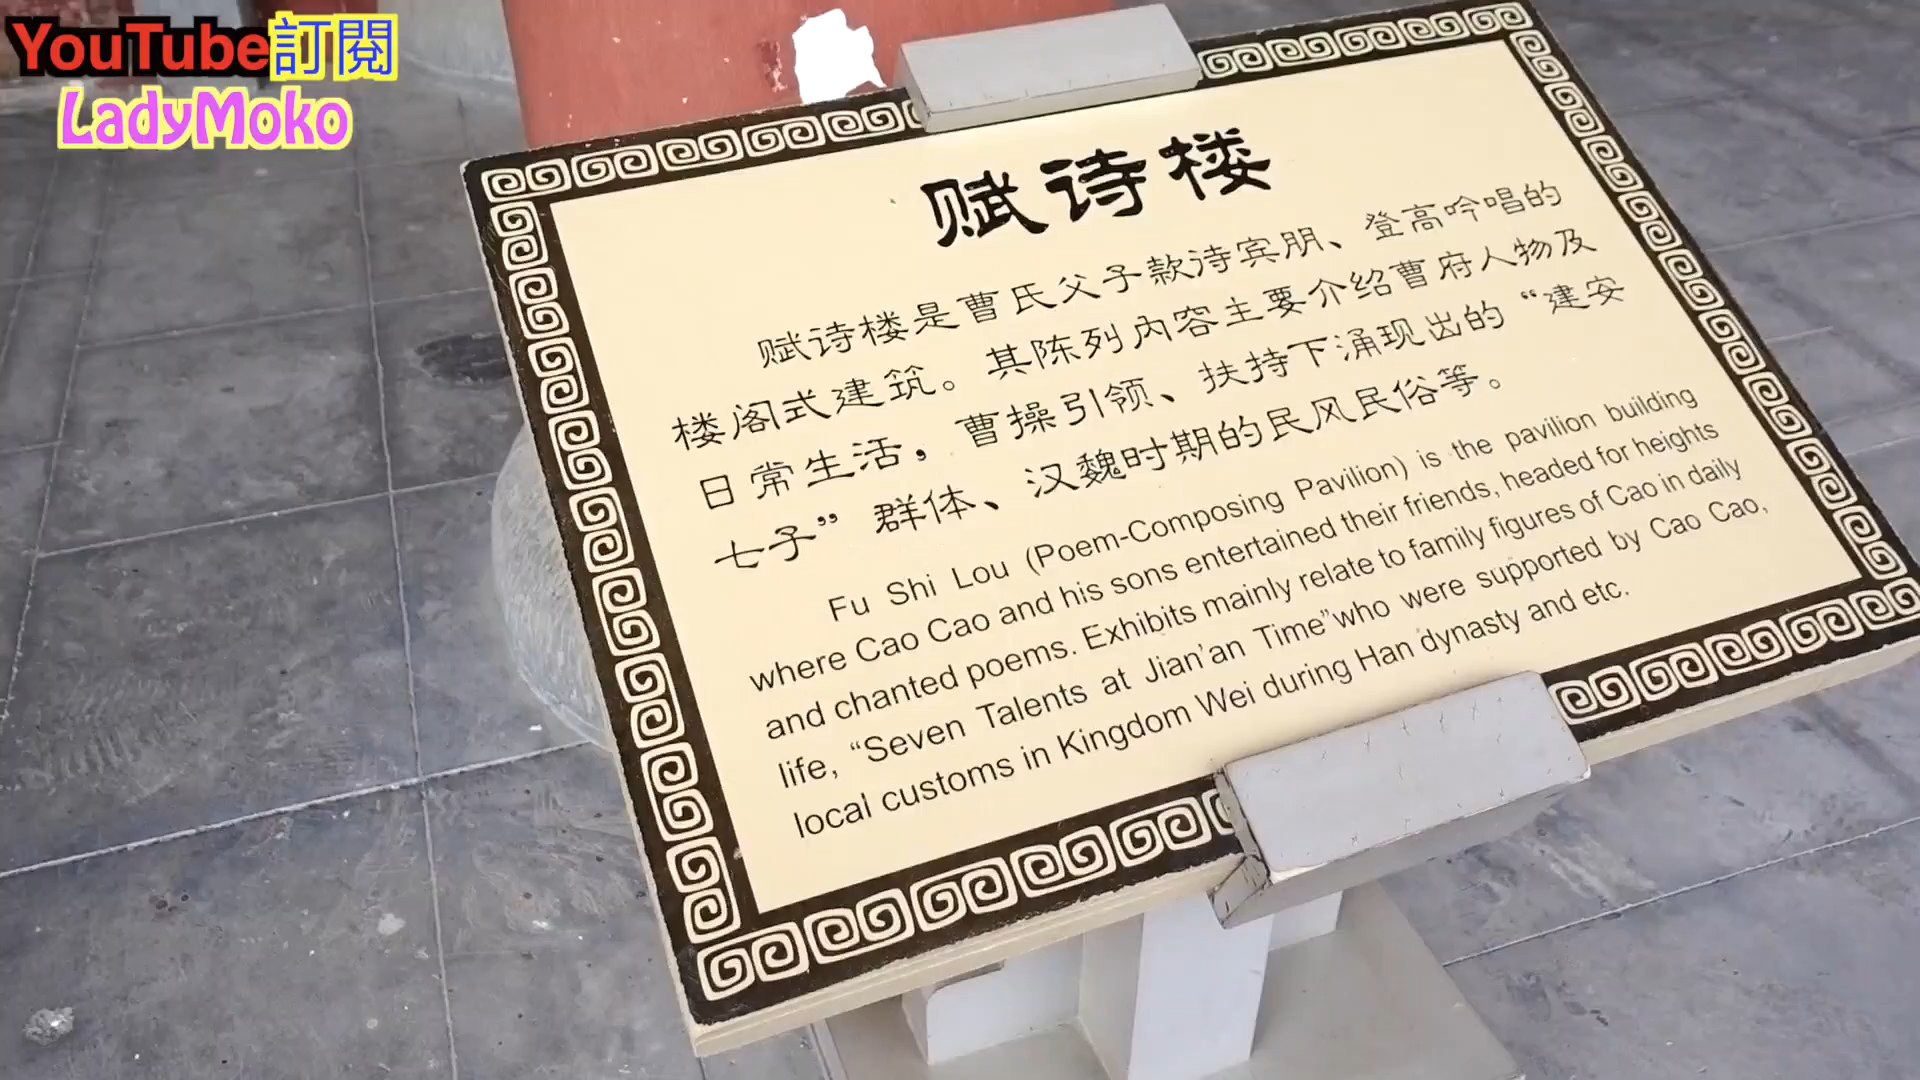 YouTube訂閱
LadyMoko
赋诗楼
赋诗楼是曹氏父子款诗宾朋、登高吟唱的
楼阁式建筑。其陈列内容主要介绍曹府人物及
日常生活，曹操引领、扶持下涌现出的“建安
七子”群体、汉魏时期的民风民俗等。
Fu Shi Lou (Poem-Composing Pavilion) is the pavilion building
where Cao Cao and his sons entertained their friends, headed for heights
and chanted poems. Exhibits mainly relate to family figures of Cao in daily
life, “Seven Talents at Jian’an Time”who were supported by Cao Cao,
local customs in Kingdom Wei during Han dynasty and etc.